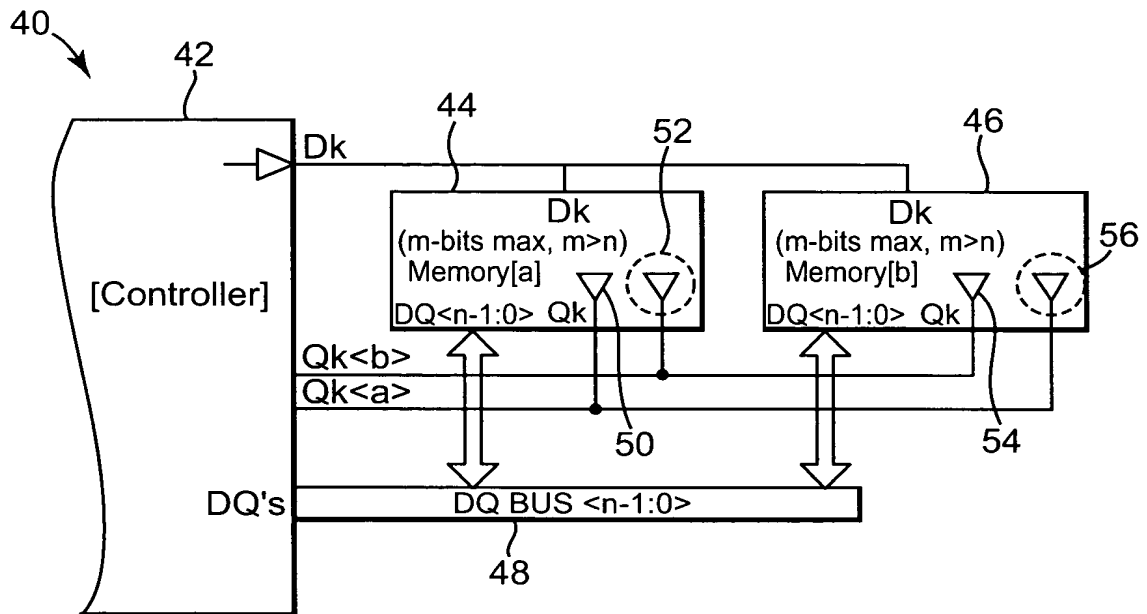 40
42
44
52
46
Dk
Dk
(m-bits max, m>n)
Memory[a]
DQ<n-1:0> Qk
Dk
(m-bits max, m>n)
Memory[b]
DQ<n-1:0> Qk
56
[Controller]
Qk<b>
Qk<a>
50
54
DQ's
DQ BUS <n-1:0>
48